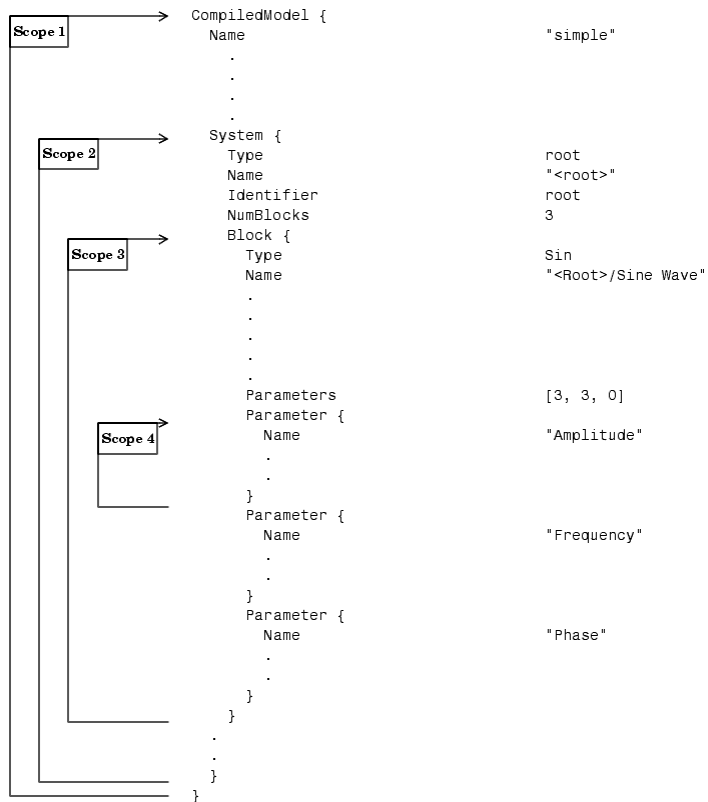 CompiledModel {
Scope 1
Name "simple"
.
.
.
.
System {
Scope 2
Type root
Name "<root>"
Identifier root
NumBlocks 3
Block {
Scope 3
Type Sin
Name "<Root>/Sine Wave"
.
.
.
.
.
Parameters [3, 3, 0]
Parameter {
Scope 4
Name "Amplitude"
.
.
}
Parameter {
Name "Frequency"
.
.
}
Parameter {
Name "Phase"
.
.
}
}
.
.
}
}